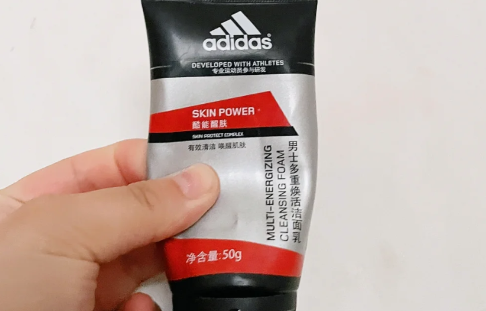 adidas
DEVELOPED WITH ATHLETES
专业运动员参与研发
SKIN POWER
酷能醒肤
SKIN PROTECT COMPLEX
有效清洁 唤醒肌肤
MULTI-ENERGIZING
CLEANSING FOAM
男士多重焕活洁面乳
净含量:50g